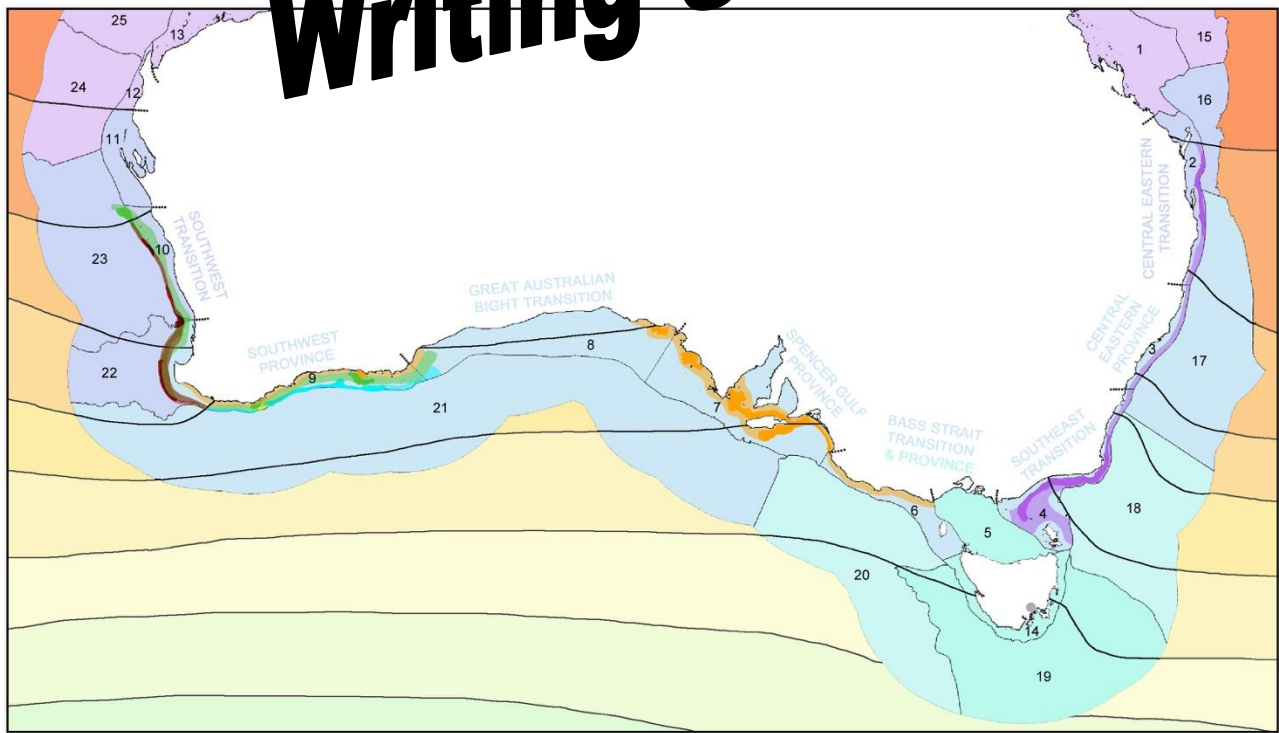 Writing
25
13
15
1
24
12
16
11
2
CENTRAL EASTERN
TRANSITION
SOUTHWEST
TRANSITION
10
23
GREAT AUSTRALIAN
BIGHT TRANSITION
CENTRAL
EASTERN
PROVINCE
3
17
SOUTHWEST
PROVINCE
8
SPENCER GULF
PROVINCE
22
9
21
7
BASS STRAIT
TRANSITION
& PROVINCE
SOUTHEAST
TRANSITION
6
4
18
5
20
14
19